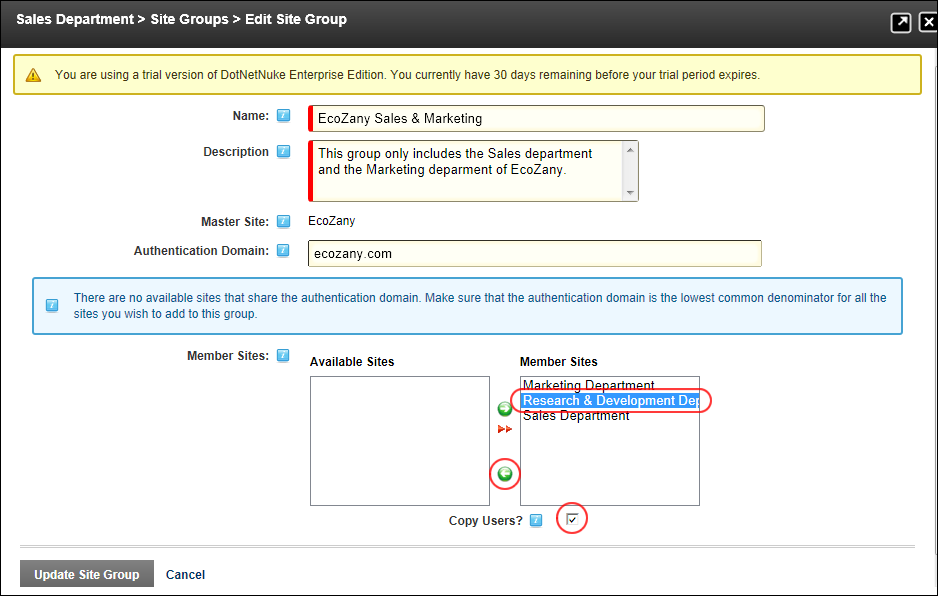 Sales Department > Site Groups > Edit Site Group
You are using a trial version of DotNetNuke Enterprise Edition. You currently have 30 days remaining before your trial period expires.
Name:
EcoZany Sales & Marketing
Description
This group only includes the Sales department
and the Marketing deparment of EcoZany.
Master Site:
EcoZany
Authentication Domain:
ecozany.com
There are no available sites that share the authentication domain. Make sure that the authentication domain is the lowest common denominator for all the
sites you wish to add to this group.
Member Sites:
Available Sites
Member Sites
Marketing Department
Research & Development Dep
Sales Department
Copy Users?
Update Site Group
Cancel